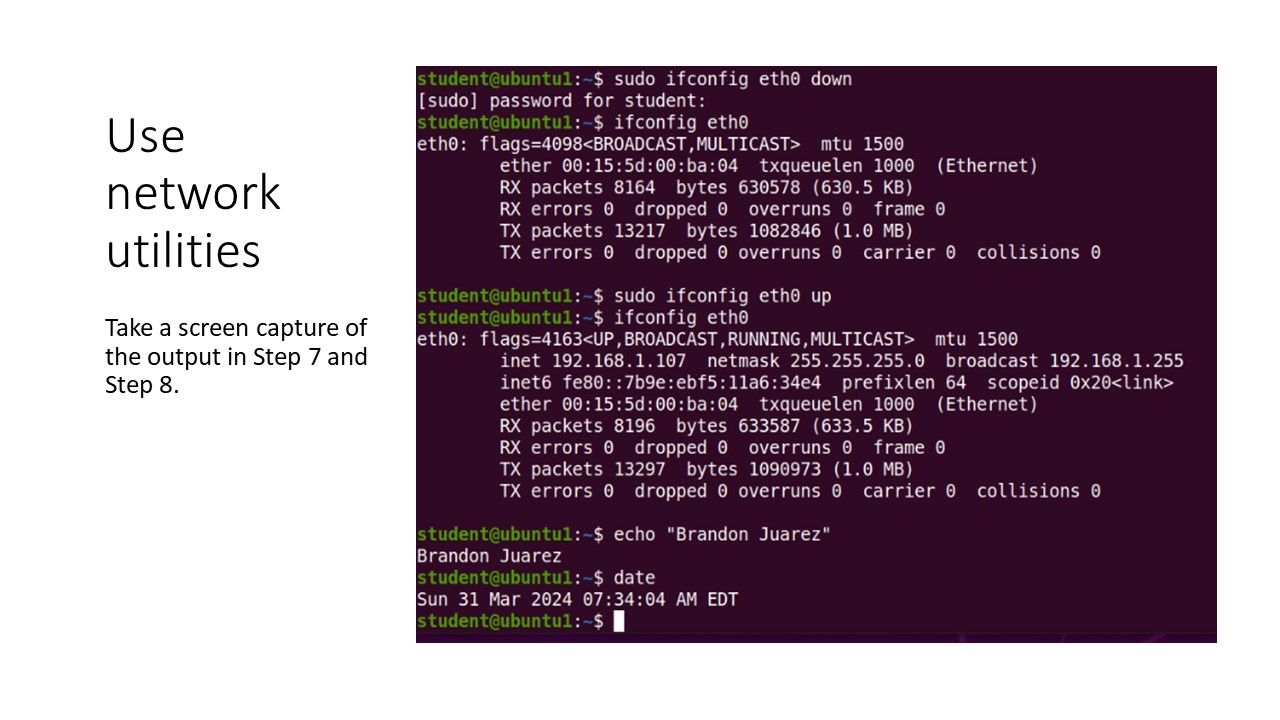 Use
network
utilities
Take a screen capture of
the output in Step 7 and
Step 8.
student@ubuntu1:~$ sudo ifconfig eth0 down
[sudo] password for student:
student@ubuntu1:~$ ifconfig eth0
eth0: flags=4098<BROADCAST,MULTICAST>  mtu 1500
        ether 00:15:5d:00:ba:04  txqueuelen 1000  (Ethernet)
        RX packets 8164  bytes 630578 (630.5 KB)
        RX errors 0  dropped 0  overruns 0  frame 0
        TX packets 13217  bytes 1082846 (1.0 MB)
        TX errors 0  dropped 0 overruns 0  carrier 0  collisions 0
student@ubuntu1:~$ sudo ifconfig eth0 up
student@ubuntu1:~$ ifconfig eth0
eth0: flags=4163<UP,BROADCAST,RUNNING,MULTICAST>  mtu 1500
        inet 192.168.1.107  netmask 255.255.255.0  broadcast 192.168.1.255
        inet6 fe80::7b9e:ebf5:11a6:34e4  prefixlen 64  scopeid 0x20<link>
        ether 00:15:5d:00:ba:04  txqueuelen 1000  (Ethernet)
        RX packets 8196  bytes 633587 (633.5 KB)
        RX errors 0  dropped 0  overruns 0  frame 0
        TX packets 13297  bytes 1090973 (1.0 MB)
        TX errors 0  dropped 0 overruns 0  carrier 0  collisions 0
student@ubuntu1:~$ echo "Brandon Juarez"
Brandon Juarez
student@ubuntu1:~$ date
Sun 31 Mar 2024 07:34:04 AM EDT
student@ubuntu1:~$